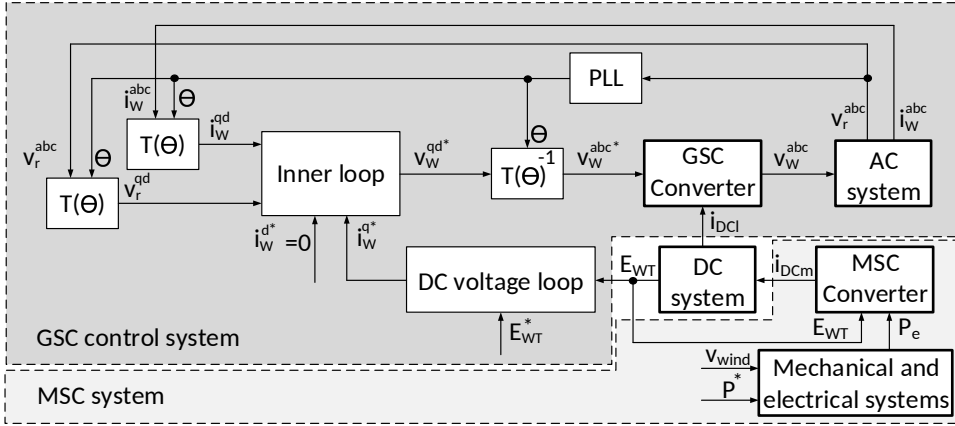 PLL
i_W^abc
Θ
i_W^qd
v_r^abc
i_W^abc
v_r^abc
Θ
T(Θ)
Inner loop
v_W^qd*
Θ
T(Θ)^-1
v_W^abc*
GSC
Converter
v_W^abc
AC
system
T(Θ)
v_r^qd
i_W^d* =0
i_W^q*
i_DCl
DC voltage loop
E_WT
DC
system
i_DCm
MSC
Converter
E_WT^*
E_WT
P_e
GSC control system
v_wind
P^*
Mechanical and
electrical systems
MSC system